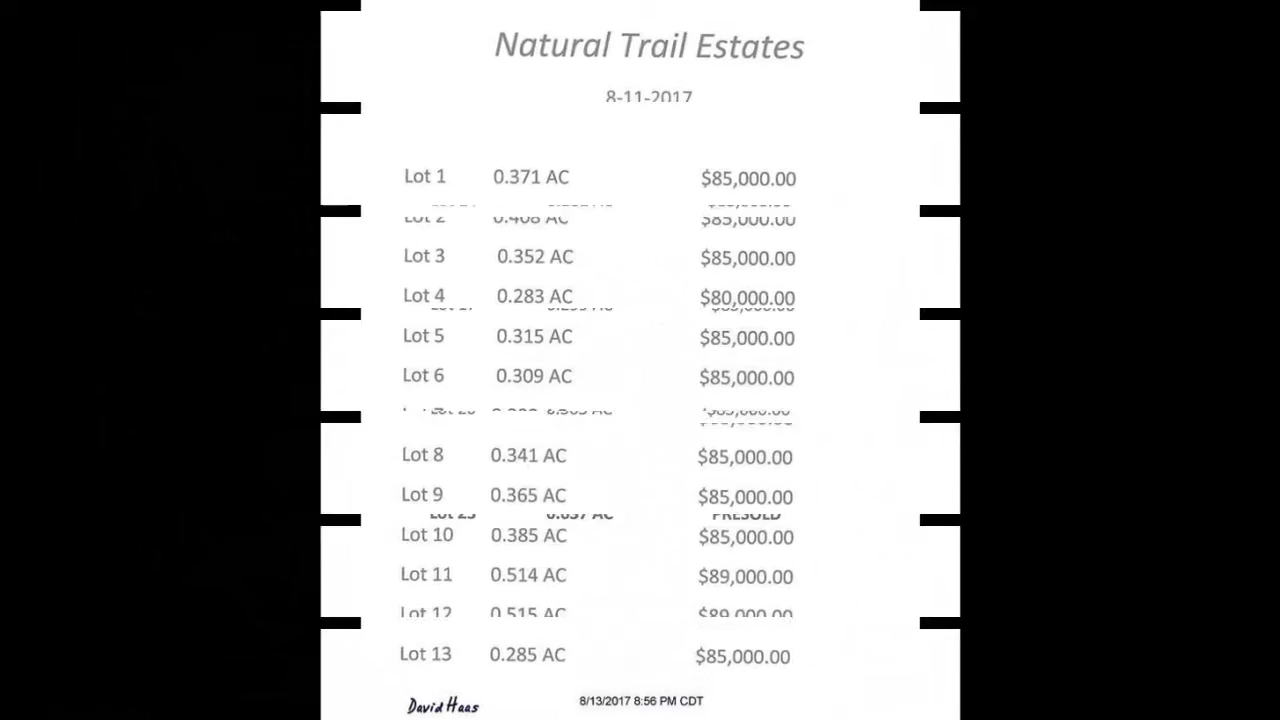 Natural Trail Estates
8-11-2017
Lot 1 0.371 AC $85,000.00
Lot 2 0.408 AC $85,000.00
Lot 3 0.352 AC $85,000.00
Lot 4 0.283 AC $80,000.00
Lot 5 0.315 AC $85,000.00
Lot 6 0.309 AC $85,000.00
Lot 8 0.341 AC $85,000.00
Lot 9 0.365 AC $85,000.00
PRESOLD
Lot 10 0.385 AC $85,000.00
Lot 11 0.514 AC $89,000.00
Lot 12 0.515 AC $89,000.00
Lot 13 0.285 AC $85,000.00
David Haas 8/13/2017 8:56 PM CDT